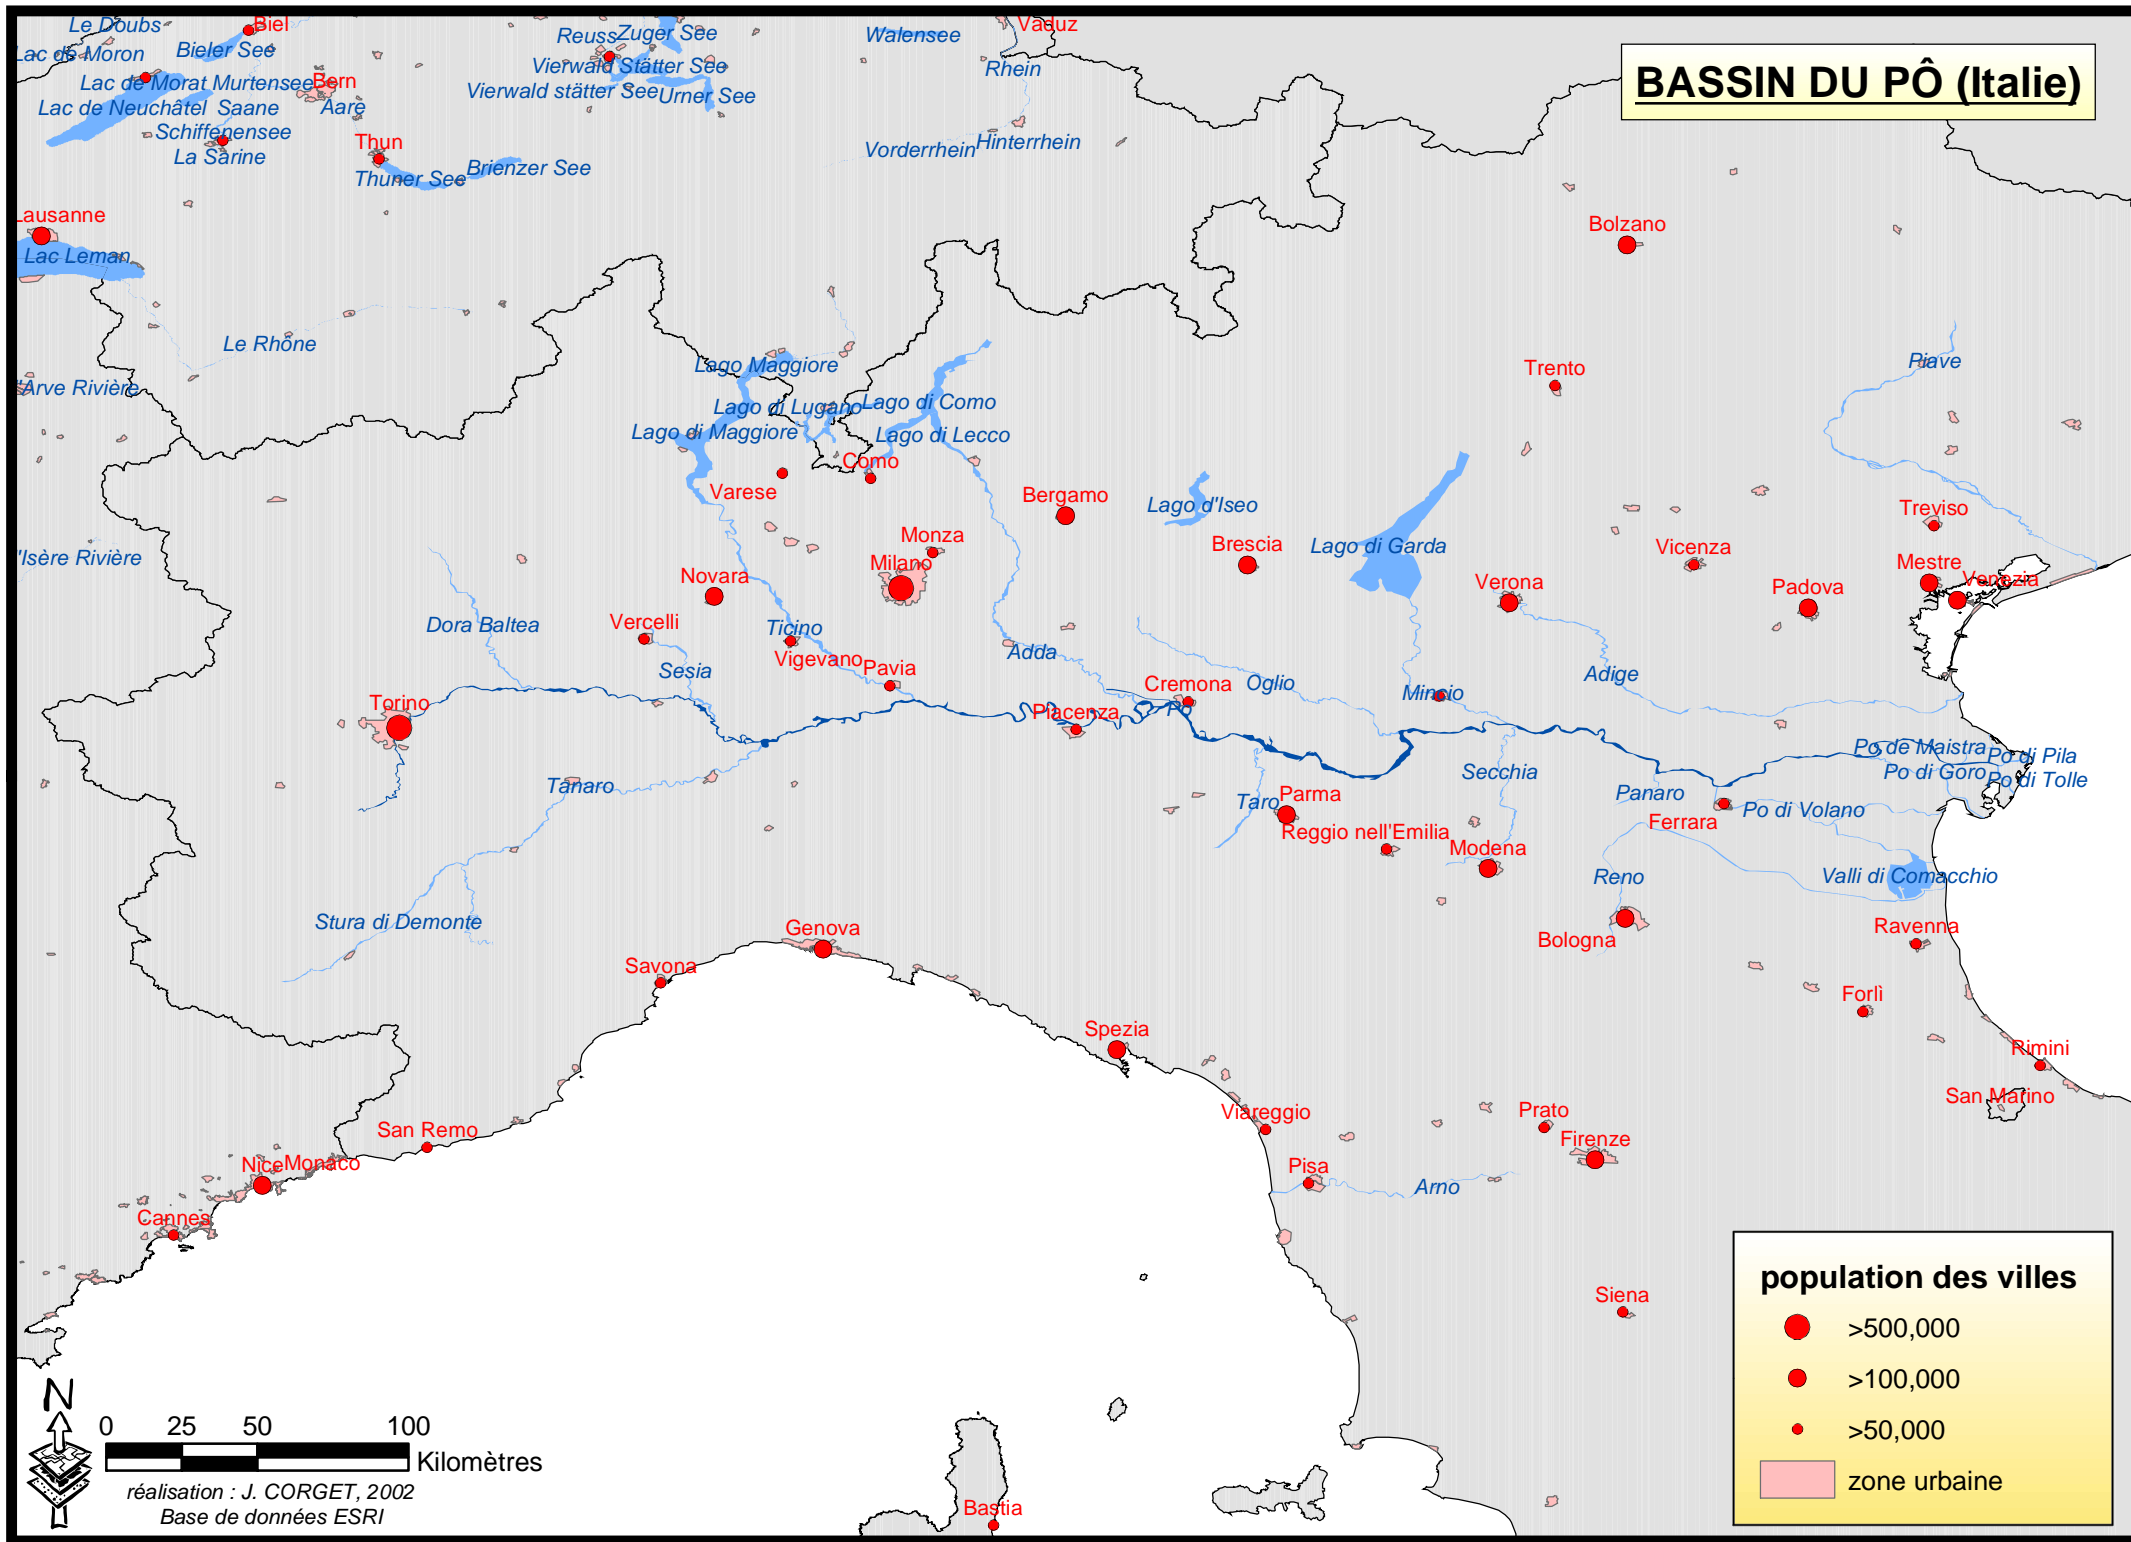 BASSIN DU PÔ (Italie)
Le Doubs
Biel
Lac de Moron
Bieler See
Reuss
Zuger See
Walensee
Vaduz
Rhein
Vierwald Stätter See
Lac de Morat Murtensee
Bern
Vierwald stätter See
Urner See
Lac de Neuchâtel
Saane
Aare
Schiffenensee
La Sarine
Thun
Thuner See
Brienzer See
Vorderrhein
Hinterrhein
Lausanne
Lac Leman
Bolzano
Le Rhône
Lago Maggiore
Trento
Piave
'Arve Rivière
Lago di Lugano
Lago di Como
Lago di Maggiore
Lago di Lecco
Como
Varese
Bergamo
Lago d'Iseo
Treviso
'Isère Rivière
Monza
Milano
Brescia
Lago di Garda
Vicenza
Mestre
Venezia
Novara
Verona
Padova
Dora Baltea
Vercelli
Ticino
Vigevano
Sesia
Pavia
Adda
Cremona
Oglio
Mincio
Adige
Torino
Piacenza
Po
Po de Maistra
Po di Pila
Po di Goro
Po di Tolle
Tanaro
Secchia
Panaro
Taro
Parma
Ferrara
Po di Volano
Reggio nell'Emilia
Modena
Reno
Valli di Comacchio
Stura di Demonte
Genova
Bologna
Ravenna
Savona
Forlì
Spezia
Rimini
San Marino
San Remo
Viareggio
Prato
Firenze
Nice
Monaco
Pisa
Arno
Cannes
Siena
Bastia
population des villes
>500,000
>100,000
>50,000
zone urbaine
N
0 25 50 100
Kilomètres
réalisation : J. CORGET, 2002
Base de données ESRI